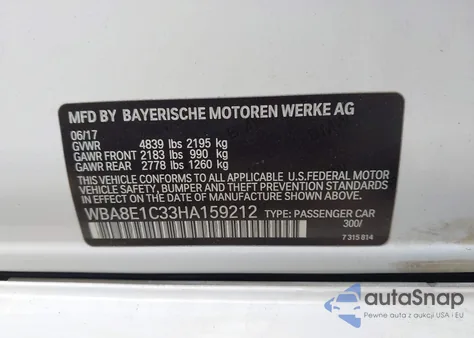 MFD BY BAYERISCHE MOTOREN WERKE AG
06/17
GVWR 4839 lbs 2195 kg
GAWR FRONT 2183 lbs 990 kg
GAWR REAR 2778 lbs 1260 kg
THIS VEHICLE CONFORMS TO ALL APPLICABLE U.S.FEDERAL MOTOR
VEHICLE SAFETY, BUMPER AND THEFT PREVENTION STANDARDS IN
EFFECT ON THE DATE OF MANUFACTURE SHOWN ABOVE.
WBA8E1C33HA159212 TYPE: PASSENGER CAR
300/
7 315 814
autoSnap
Pewne auta z aukcji USA i EU